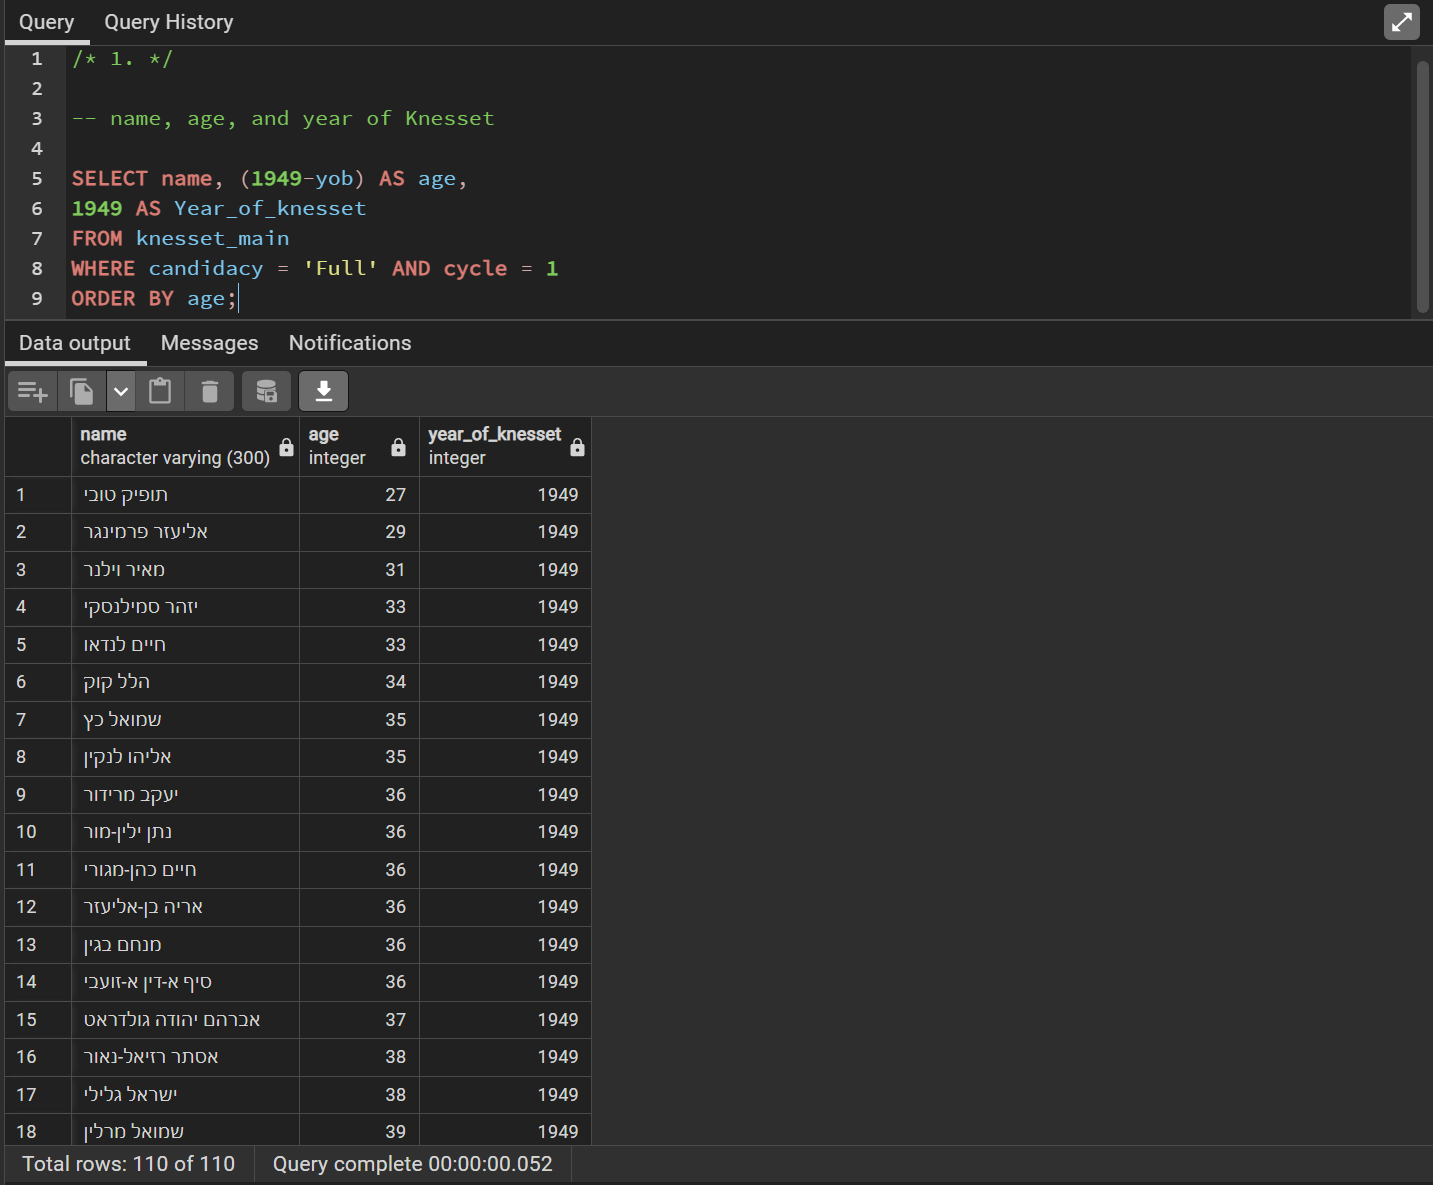 Query Query History
1 /* 1. */
2
3 -- name, age, and year of Knesset
4
5 SELECT name, (1949-yob) AS age,
6 1949 AS Year_of_knesset
7 FROM knesset_main
8 WHERE candidacy = 'Full' AND cycle = 1
9 ORDER BY age;
Data output Messages Notifications
name age year_of_knesset
character varying (300) integer integer
1 תופיק טובי 27 1949
2 אליעזר פרמינגר 29 1949
3 מאיר וילנר 31 1949
4 יזהר סמילנסקי 33 1949
5 חיים לנדאו 33 1949
6 הלל קוק 34 1949
7 שמואל כץ 35 1949
8 אליהו לנקין 35 1949
9 יעקב מרידור 36 1949
10 נתן ילין-מור 36 1949
11 חיים כהן-מגורי 36 1949
12 אריה בן-אליעזר 36 1949
13 מנחם בגין 36 1949
14 סיף א-דין א-זועבי 36 1949
15 אברהם יהודה גולדראט 37 1949
16 אסתר רזיאל-נאור 38 1949
17 ישראל גלילי 38 1949
18 שמואל מרלין 39 1949
Total rows: 110 of 110 Query complete 00:00:00.052